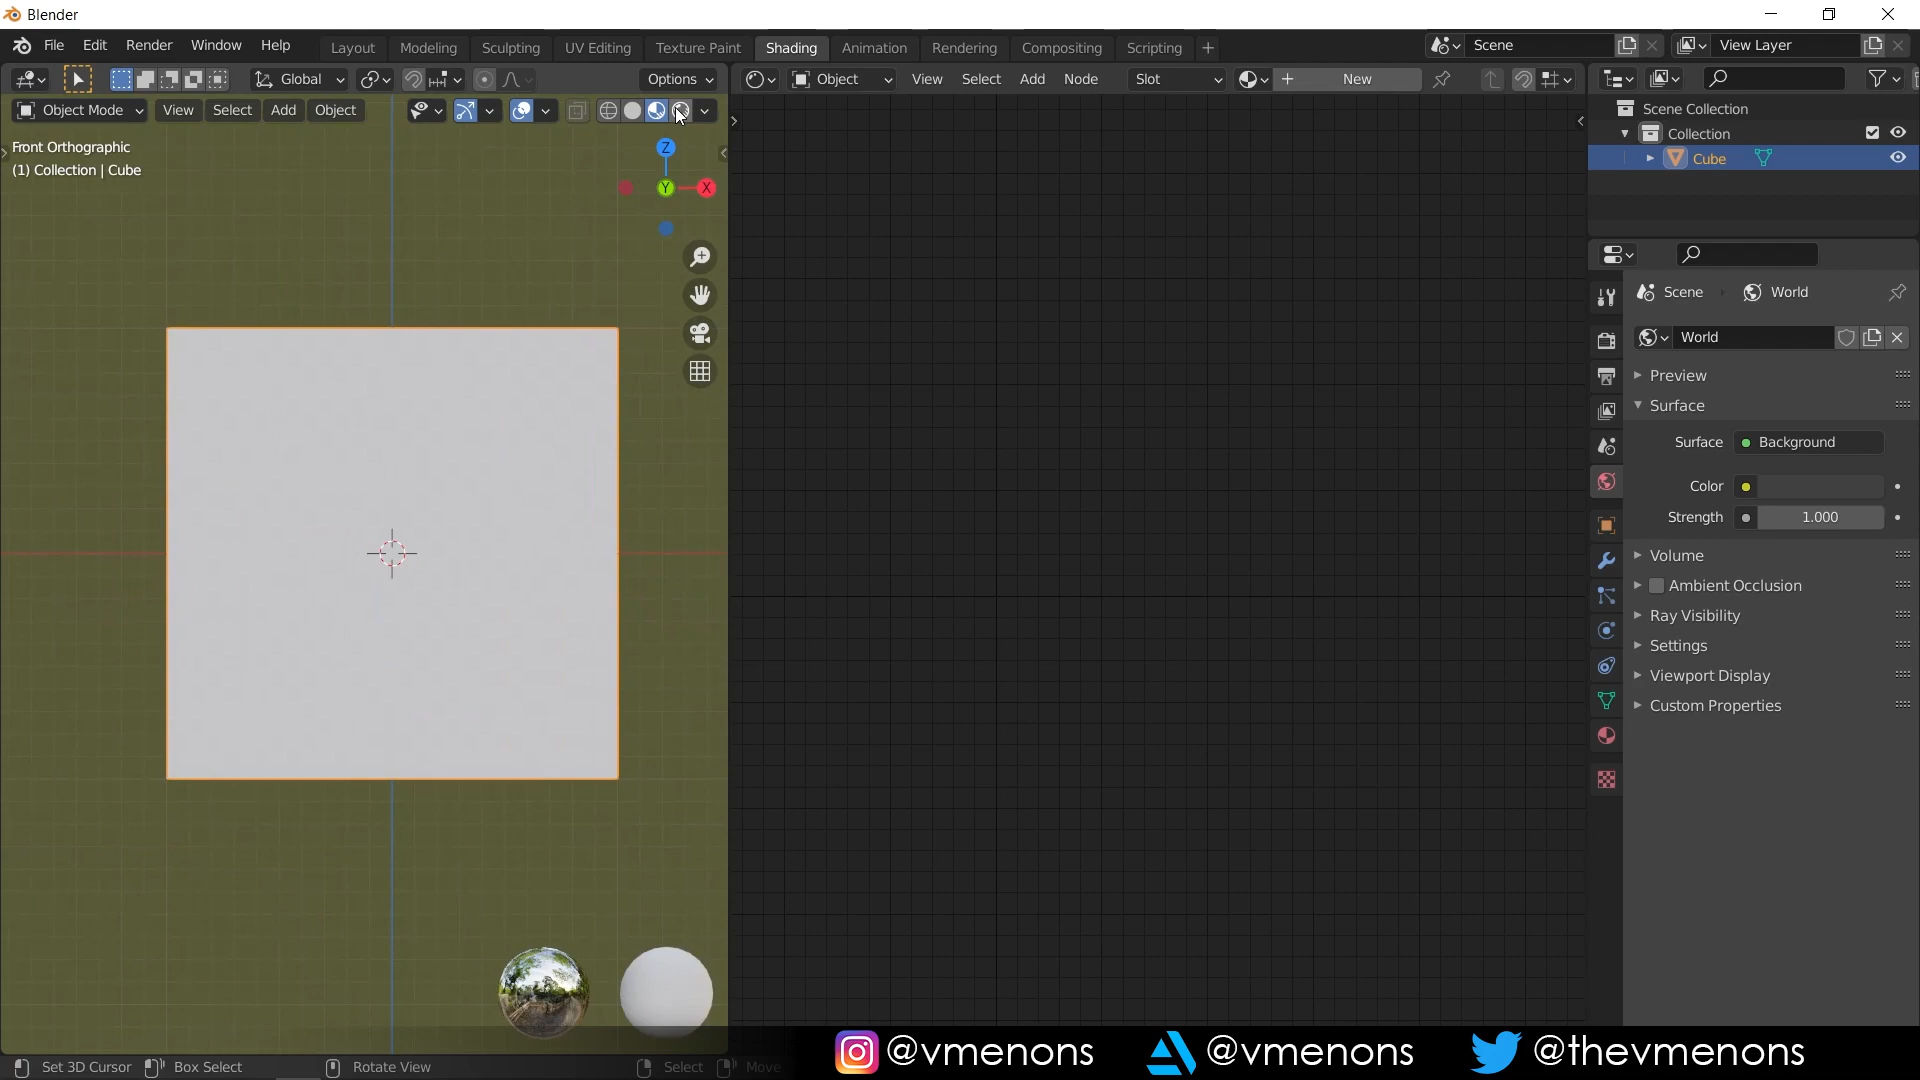 Blender
File Edit Render Window Help Layout Modeling Sculpting UV Editing Texture Paint Shading Animation Rendering Compositing Scripting + Scene View Layer
Global Options Object View Select Add Node Slot + New
Object Mode View Select Add Object
Front Orthographic
(1) Collection | Cube
Z
Y X
Scene Collection
Collection
Cube
Scene World
World
Preview
Surface
Surface Background
Color
Strength 1.000
Volume
Ambient Occlusion
Ray Visibility
Settings
Viewport Display
Custom Properties
Set 3D Cursor Box Select Rotate View Select Move
@vmenons @vmenons @thevmenons